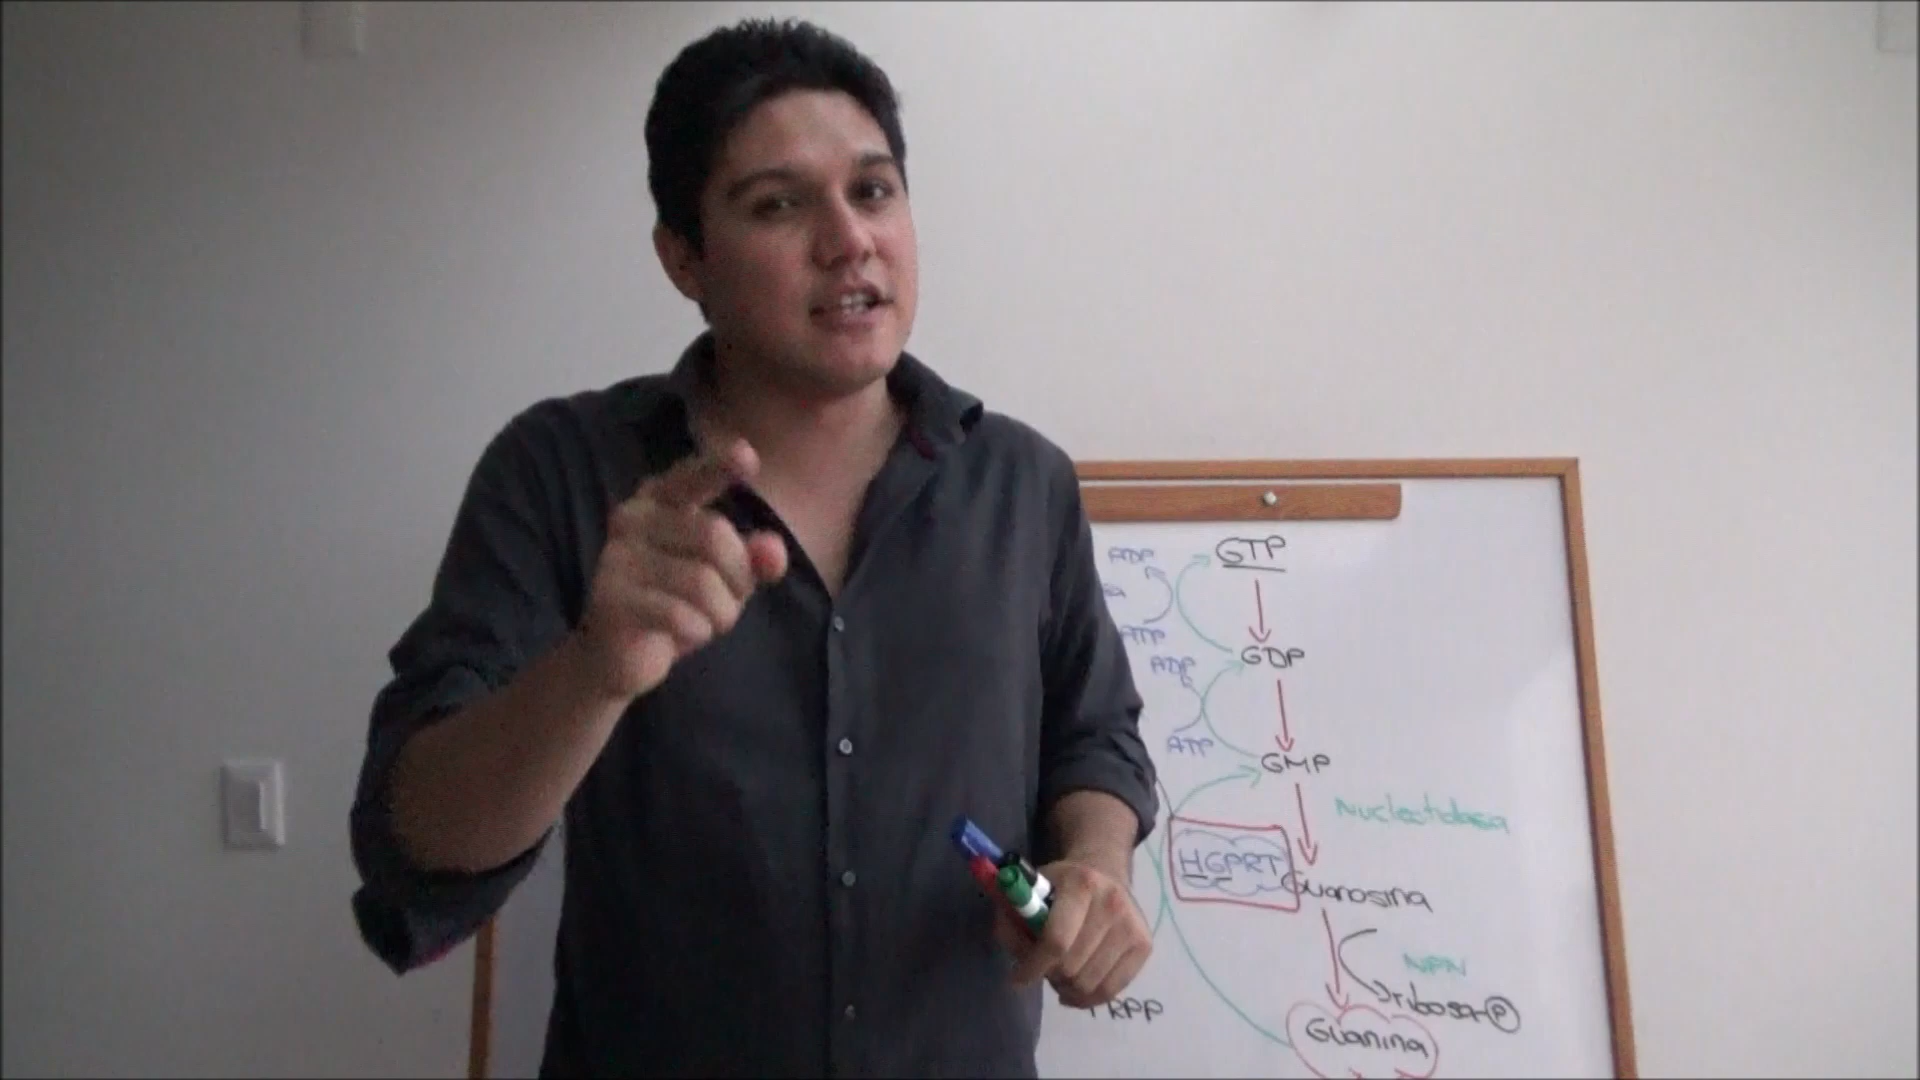 GTP
ADP
ATP
GDP
ADP
ATP
GMP
Nucleotidasa
HGPRT
Guanosina
NPN
ribosa-P
PRPP
Guanina